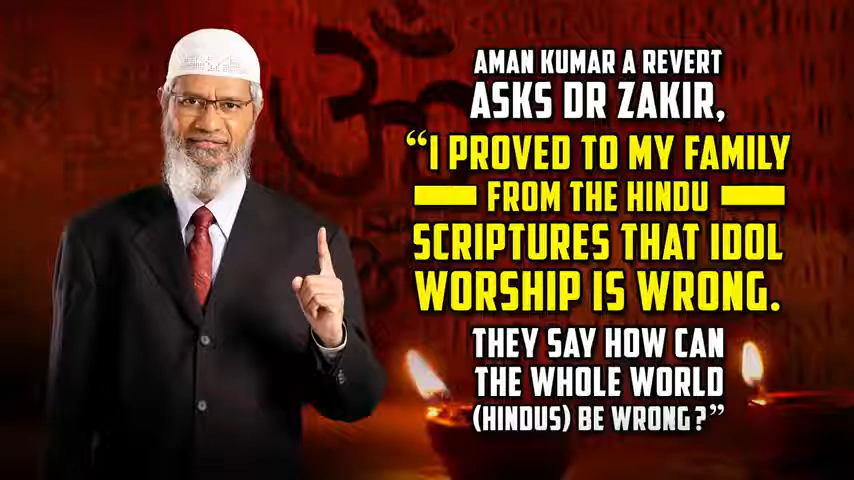 AMAN KUMAR A REVERT
ASKS DR ZAKIR,
“I PROVED TO MY FAMILY
FROM THE HINDU
SCRIPTURES THAT IDOL
WORSHIP IS WRONG.
THEY SAY HOW CAN
THE WHOLE WORLD
(HINDUS) BE WRONG?”
ॐ